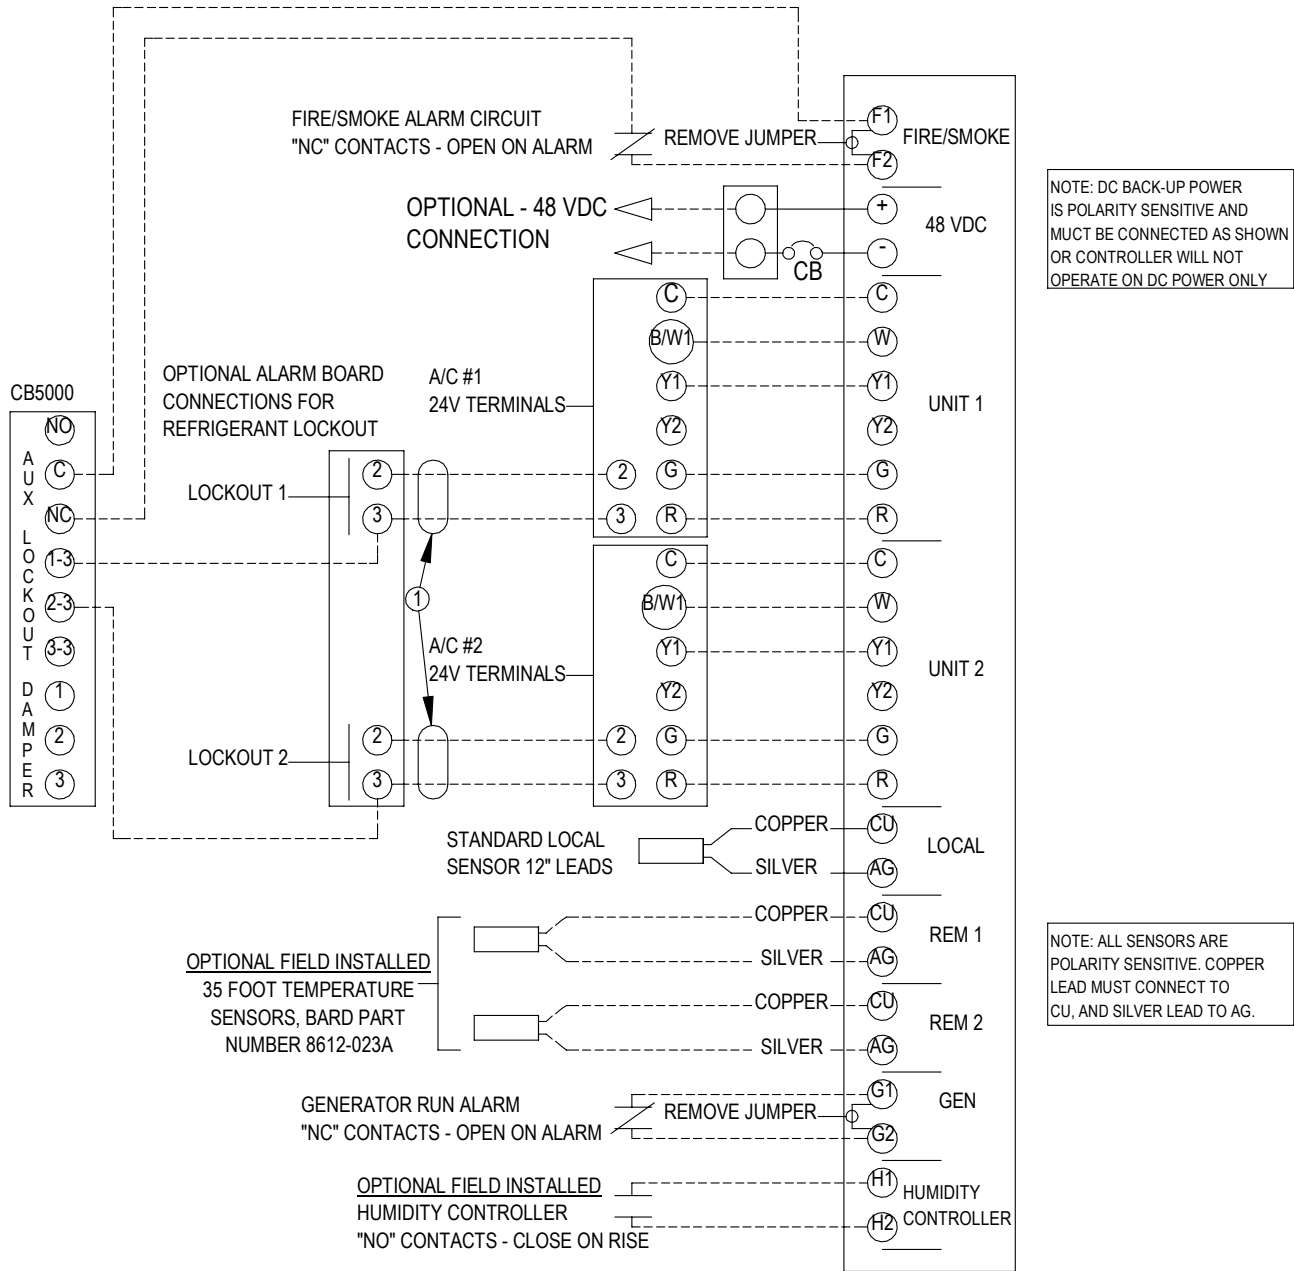 FIRE/SMOKE ALARM CIRCUIT
"NC" CONTACTS - OPEN ON ALARM
REMOVE JUMPER
F1
F2
FIRE/SMOKE
OPTIONAL - 48 VDC
CONNECTION
CB
+
-
48 VDC
NOTE: DC BACK-UP POWER
IS POLARITY SENSITIVE AND
MUCT BE CONNECTED AS SHOWN
OR CONTROLLER WILL NOT
OPERATE ON DC POWER ONLY
CB5000
AUX LOCKOUT DAMPER
NO
C
NC
1-3
2-3
3-3
1
2
3
OPTIONAL ALARM BOARD
CONNECTIONS FOR
REFRIGERANT LOCKOUT
LOCKOUT 1
2
3
1
LOCKOUT 2
2
3
A/C #1
24V TERMINALS
C
B/W1
Y1
Y2
2
G
3
R
C
W
Y1
Y2
G
R
UNIT 1
A/C #2
24V TERMINALS
C
B/W1
Y1
Y2
2
G
3
R
C
W
Y1
Y2
G
R
UNIT 2
STANDARD LOCAL
SENSOR 12" LEADS
COPPER
SILVER
CU
AG
LOCAL
OPTIONAL FIELD INSTALLED
35 FOOT TEMPERATURE
SENSORS, BARD PART
NUMBER 8612-023A
COPPER
SILVER
CU
AG
REM 1
COPPER
SILVER
CU
AG
REM 2
NOTE: ALL SENSORS ARE
POLARITY SENSITIVE. COPPER
LEAD MUST CONNECT TO
CU, AND SILVER LEAD TO AG.
GENERATOR RUN ALARM
"NC" CONTACTS - OPEN ON ALARM
REMOVE JUMPER
G1
G2
GEN
OPTIONAL FIELD INSTALLED
HUMIDITY CONTROLLER
"NO" CONTACTS - CLOSE ON RISE
H1
H2
HUMIDITY
CONTROLLER